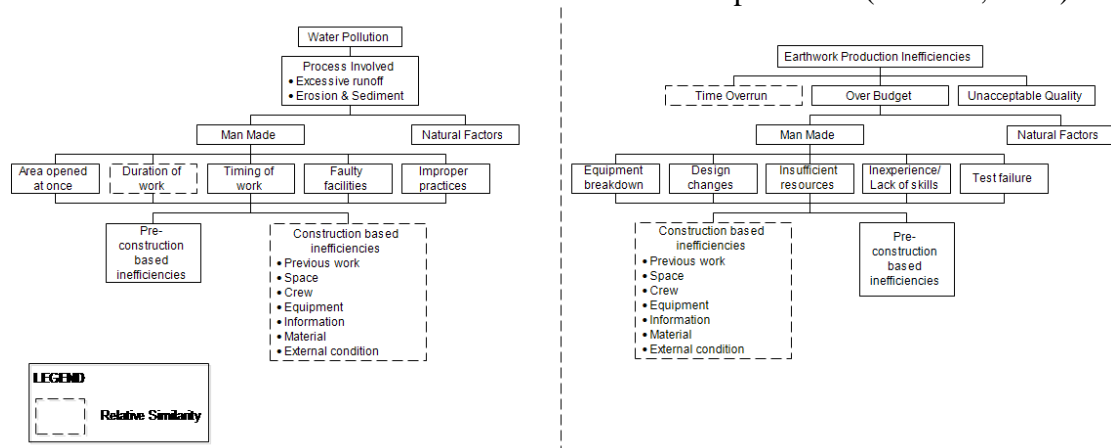 Water Pollution
Process Involved
• Excessive runoff
• Erosion & Sediment
Man Made
Natural Factors
Area opened
at once
Duration of
work
Timing of
work
Faulty
facilities
Improper
practices
Pre-
construction
based
inefficiencies
Construction based
inefficiencies
• Previous work
• Space
• Crew
• Equipment
• Information
• Material
• External condition
LEGEND
Relative Similarity
Earthwork Production Inefficiencies
Time Overrun
Over Budget
Unacceptable Quality
Man Made
Natural Factors
Equipment
breakdown
Design
changes
Insufficient
resources
Inexperience/
Lack of skills
Test failure
Construction based
inefficiencies
• Previous work
• Space
• Crew
• Equipment
• Information
• Material
• External condition
Pre-
construction
based
inefficiencies